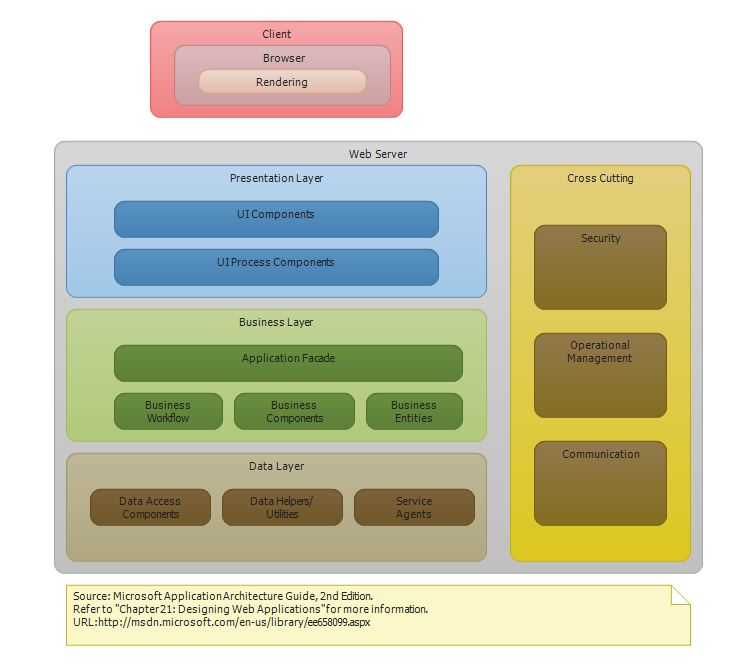 Client
Browser
Rendering
Web Server
Presentation Layer
UI Components
UI Process Components
Business Layer
Application Facade
Business
Workflow
Business
Components
Business
Entities
Data Layer
Data Access
Components
Data Helpers/
Utilities
Service
Agents
Cross Cutting
Security
Operational
Management
Communication
Source: Microsoft Application Architecture Guide, 2nd Edition.
Refer to "Chapter 21: Designing Web Applications" for more information.
URL:http://msdn.microsoft.com/en-us/library/ee658099.aspx